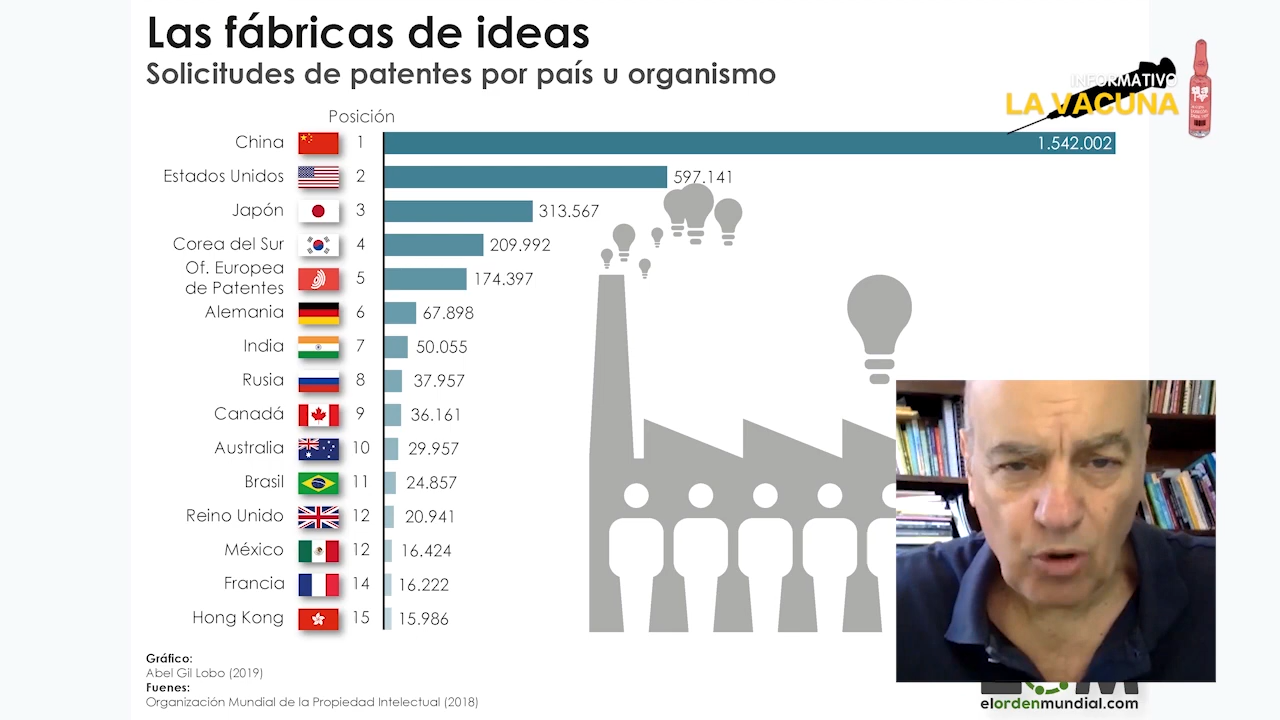 Las fábricas de ideas
Solicitudes de patentes por país u organismo
INFORMATIVO
LA VACUNA
Posición
China 1 1.542.002
Estados Unidos 2 597.141
Japón 3 313.567
Corea del Sur 4 209.992
Of. Europea
de Patentes 5 174.397
Alemania 6 67.898
India 7 50.055
Rusia 8 37.957
Canadá 9 36.161
Australia 10 29.957
Brasil 11 24.857
Reino Unido 12 20.941
México 12 16.424
Francia 14 16.222
Hong Kong 15 15.986
Gráfico:
Abel Gil Lobo (2019)
Fuenes:
Organización Mundial de la Propiedad Intelectual (2018)
elordenmundial.com